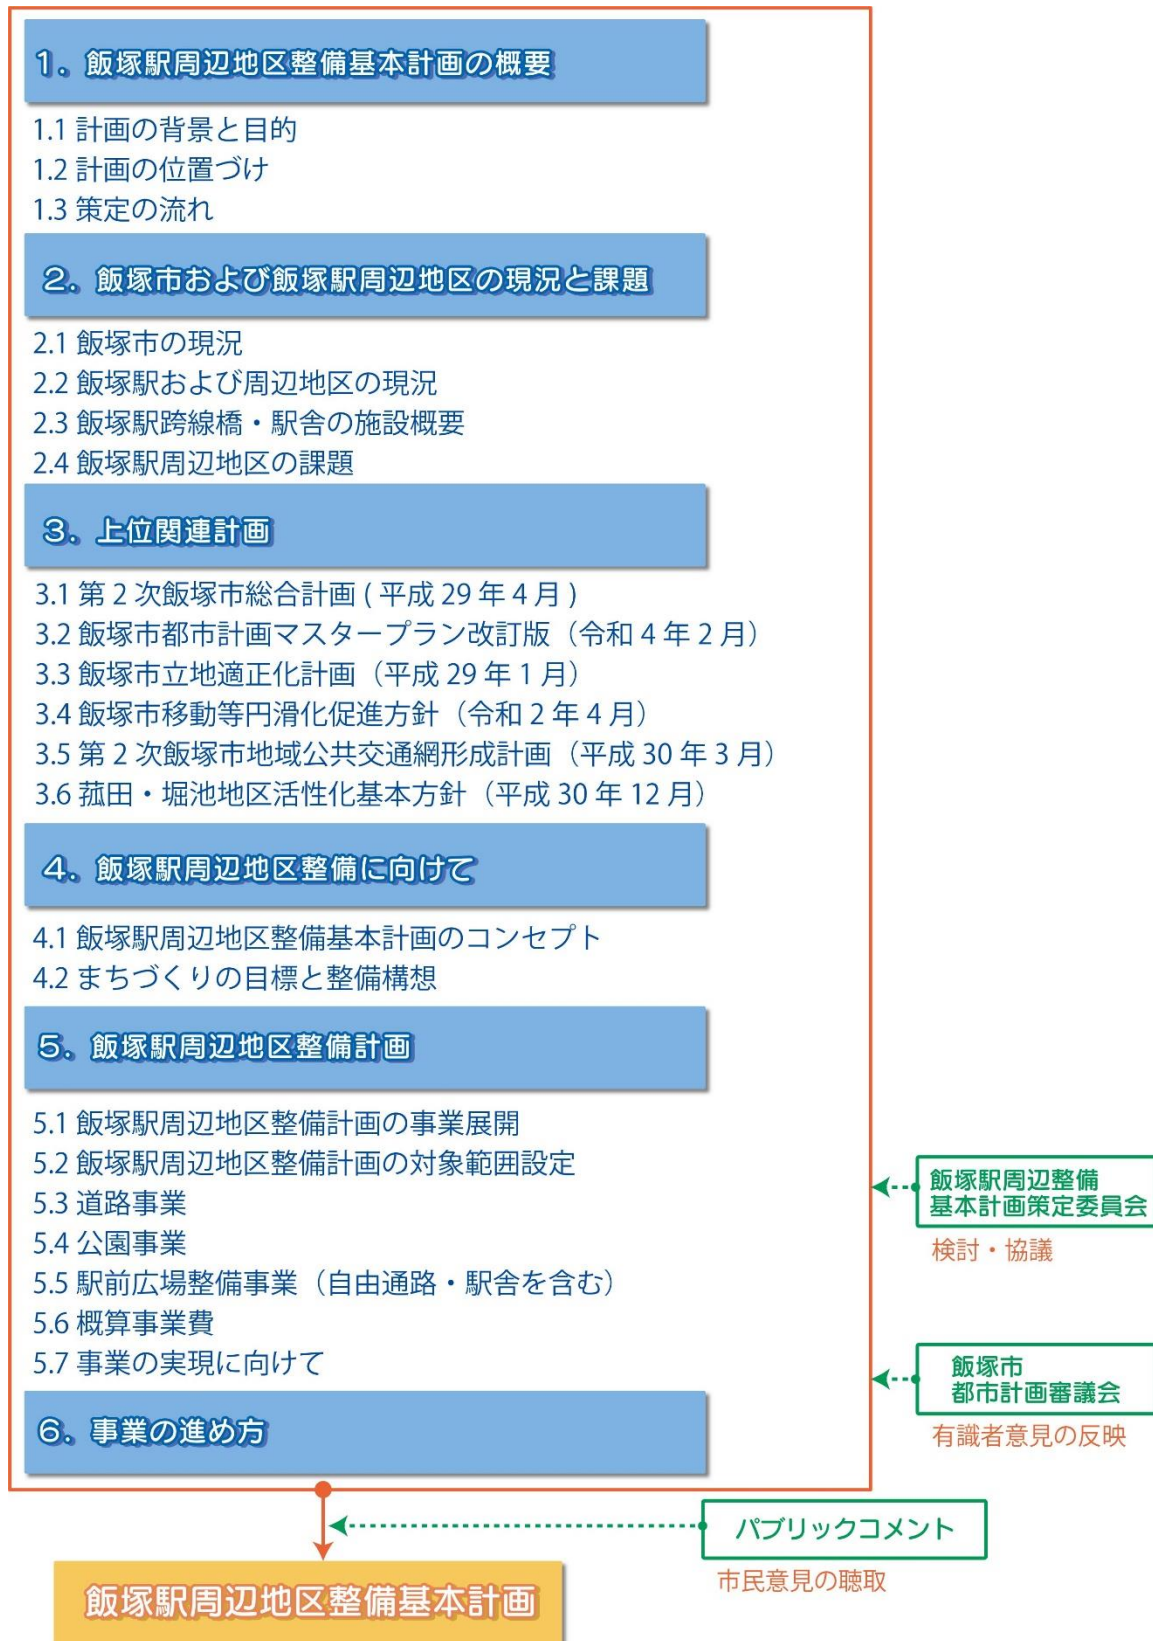 1. 飯塚駅周辺地区整備基本計画の概要
1.1 計画の背景と目的
1.2 計画の位置づけ
1.3 策定の流れ
2. 飯塚市および飯塚駅周辺地区の現況と課題
2.1 飯塚市の現況
2.2 飯塚駅および周辺地区の現況
2.3 飯塚駅跨線橋・駅舎の施設概要
2.4 飯塚駅周辺地区の課題
3. 上位関連計画
3.1 第 2 次飯塚市総合計画 ( 平成 29 年 4 月 )
3.2 飯塚市都市計画マスタープラン改訂版（令和 4 年 2 月）
3.3 飯塚市立地適正化計画（平成 29 年 1 月）
3.4 飯塚市移動等円滑化促進方針（令和 2 年 4 月）
3.5 第 2 次飯塚市地域公共交通網形成計画（平成 30 年 3 月）
3.6 菰田・堀池地区活性化基本方針（平成 30 年 12 月）
4. 飯塚駅周辺地区整備に向けて
4.1 飯塚駅周辺地区整備基本計画のコンセプト
4.2 まちづくりの目標と整備構想
5. 飯塚駅周辺地区整備計画
5.1 飯塚駅周辺地区整備計画の事業展開
5.2 飯塚駅周辺地区整備計画の対象範囲設定
5.3 道路事業
5.4 公園事業
5.5 駅前広場整備事業（自由通路・駅舎を含む）
5.6 概算事業費
5.7 事業の実現に向けて
6. 事業の進め方
飯塚駅周辺整備
基本計画策定委員会
検討・協議
飯塚市
都市計画審議会
有識者意見の反映
パブリックコメント
市民意見の聴取
飯塚駅周辺地区整備基本計画